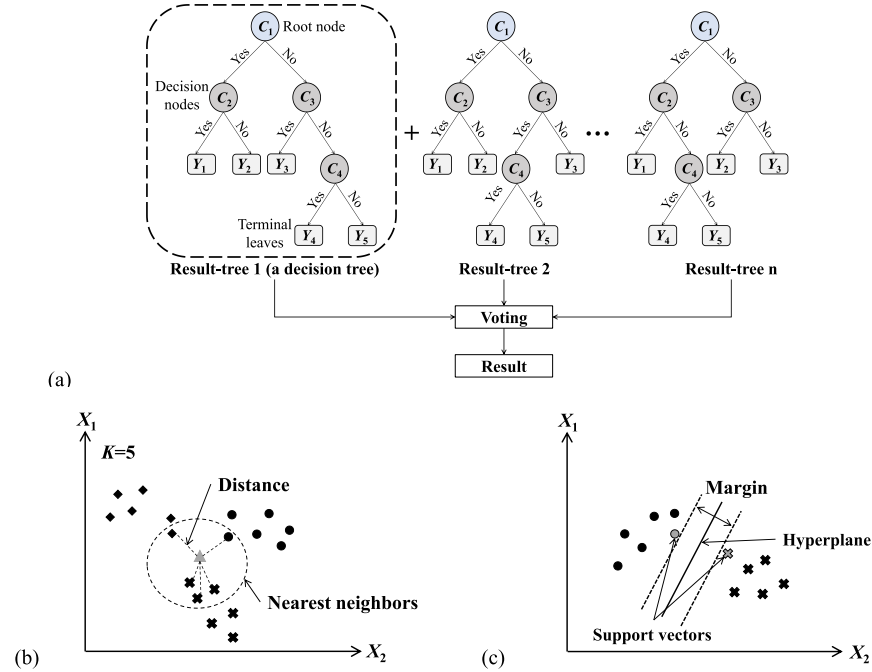 C1 Root node C1 C1
Yes No Yes No Yes No
Decision nodes C2 C3 C2 C3 C2 C3
Yes No Yes No + Yes No Yes No ... Yes No Yes No
Y1 Y2 Y3 C4 Y1 Y2 C4 Y3 Y1 C4 Y2 Y3
Yes No Yes No Yes No
Terminal leaves Y4 Y5 Y4 Y5 Y4 Y5
Result-tree 1 (a decision tree) Result-tree 2 Result-tree n
Voting
Result
(a)
X1
K=5
Distance
Nearest neighbors
(b)
X2
X1
Margin
Hyperplane
Support vectors
(c)
X2